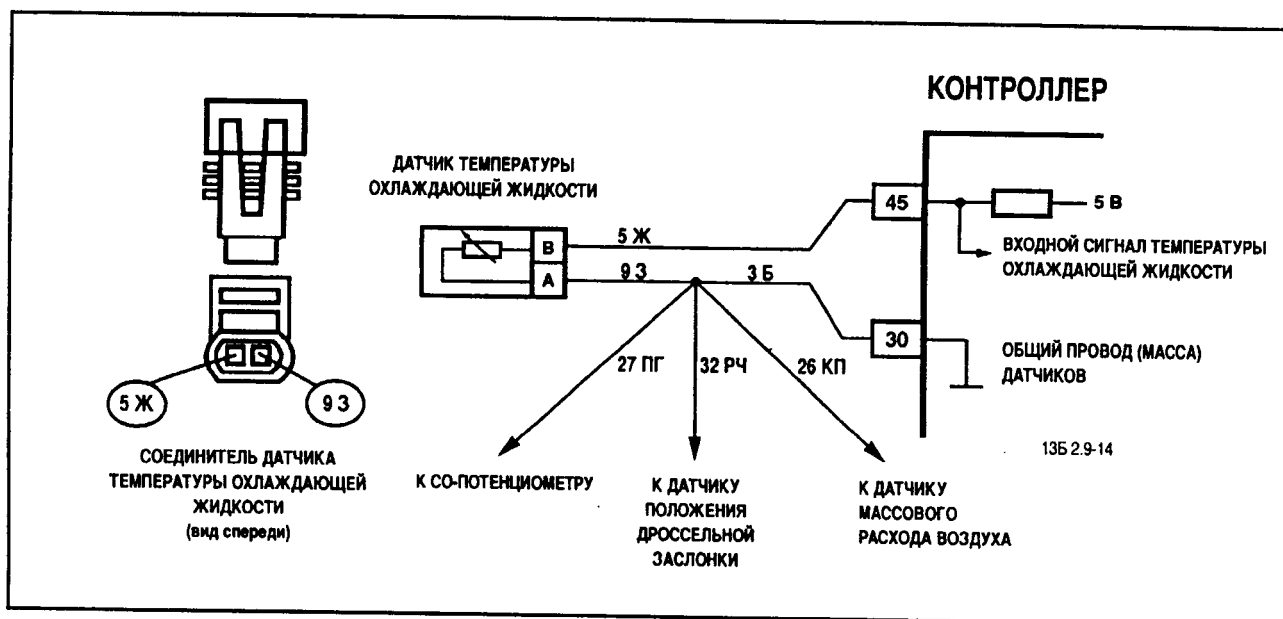 КОНТРОЛЛЕР
ДАТЧИК ТЕМПЕРАТУРЫ
ОХЛАЖДАЮЩЕЙ ЖИДКОСТИ
В
А
5 Ж
9 З
3 Б
45
30
5 В
ВХОДНОЙ СИГНАЛ ТЕМПЕРАТУРЫ
ОХЛАЖДАЮЩЕЙ ЖИДКОСТИ
ОБЩИЙ ПРОВОД (МАССА)
ДАТЧИКОВ
27 ПГ
32 РЧ
26 КП
5 Ж
9 З
СОЕДИНИТЕЛЬ ДАТЧИКА
ТЕМПЕРАТУРЫ ОХЛАЖДАЮЩЕЙ
ЖИДКОСТИ
(вид спереди)
К СО-ПОТЕНЦИОМЕТРУ
К ДАТЧИКУ
ПОЛОЖЕНИЯ
ДРОССЕЛЬНОЙ
ЗАСЛОНКИ
К ДАТЧИКУ
МАССОВОГО
РАСХОДА ВОЗДУХА
13Б 2.9-14